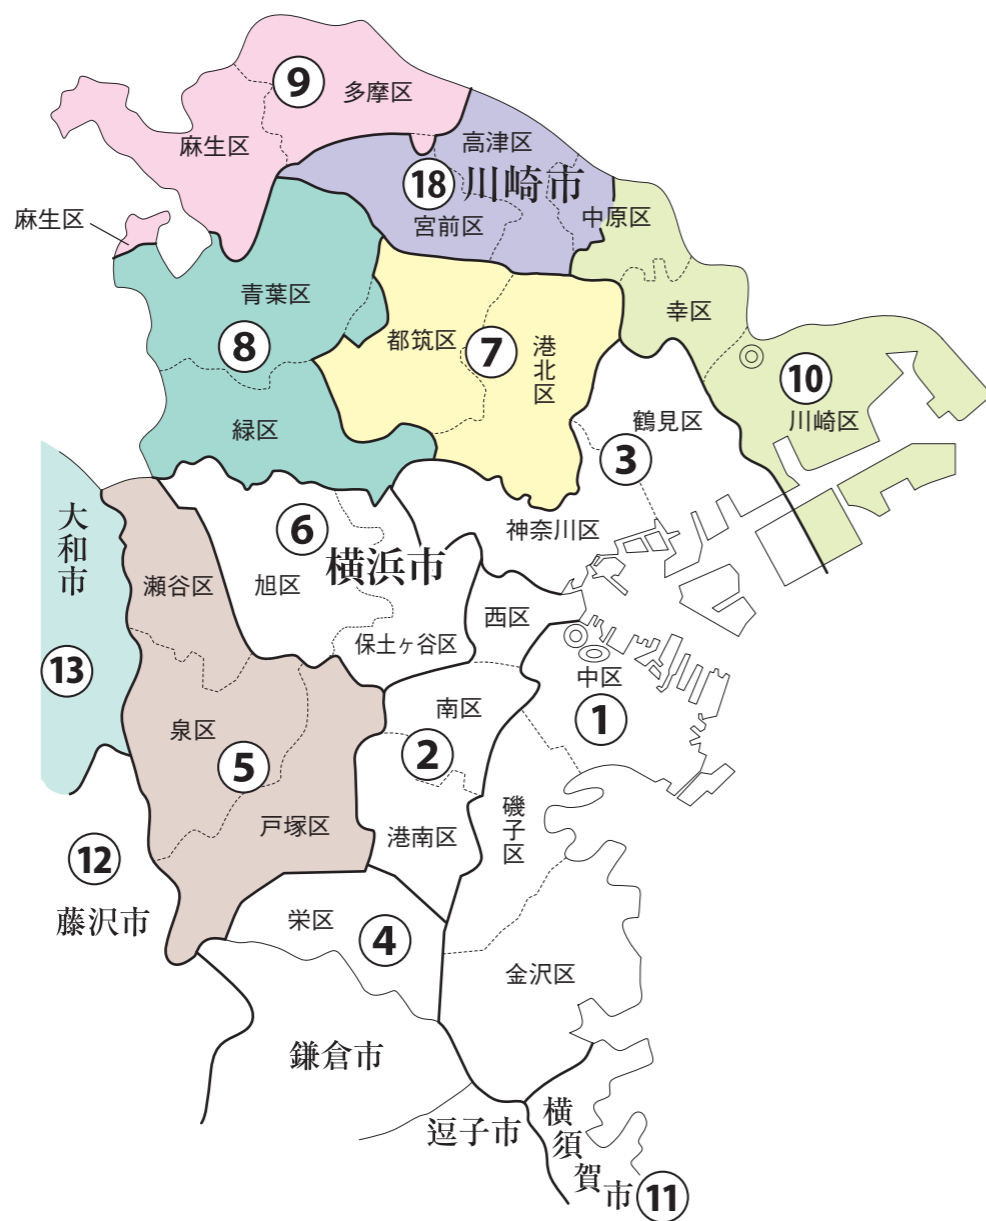 ⑨
多摩区
麻生区
高津区
⑱
川崎市
宮前区
中原区
麻生区
青葉区
⑧
都筑区
⑦
港北区
幸区
⑩
川崎区
緑区
鶴見区
③
神奈川区
大和市
⑥
横浜市
瀬谷区
旭区
西区
保土ヶ谷区
⑬
中区
①
南区
泉区
⑤
②
戸塚区
港南区
磯子区
⑫
藤沢市
栄区
④
金沢区
鎌倉市
逗子市
横須賀市
⑪